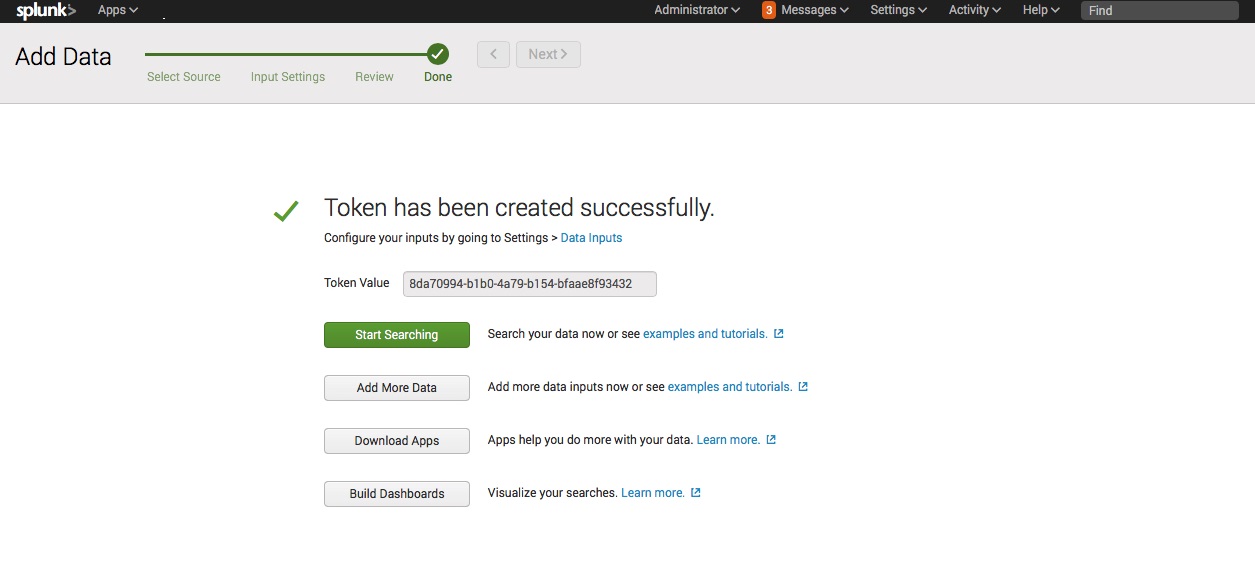 splunk> Apps Administrator 3 Messages Settings Activity Help Find
Add Data
Select Source Input Settings Review Done
< Next >
Token has been created successfully.
Configure your inputs by going to Settings > Data Inputs
Token Value 8da70994-b1b0-4a79-b154-bfaae8f93432
Start Searching Search your data now or see examples and tutorials.
Add More Data Add more data inputs now or see examples and tutorials.
Download Apps Apps help you do more with your data. Learn more.
Build Dashboards Visualize your searches. Learn more.